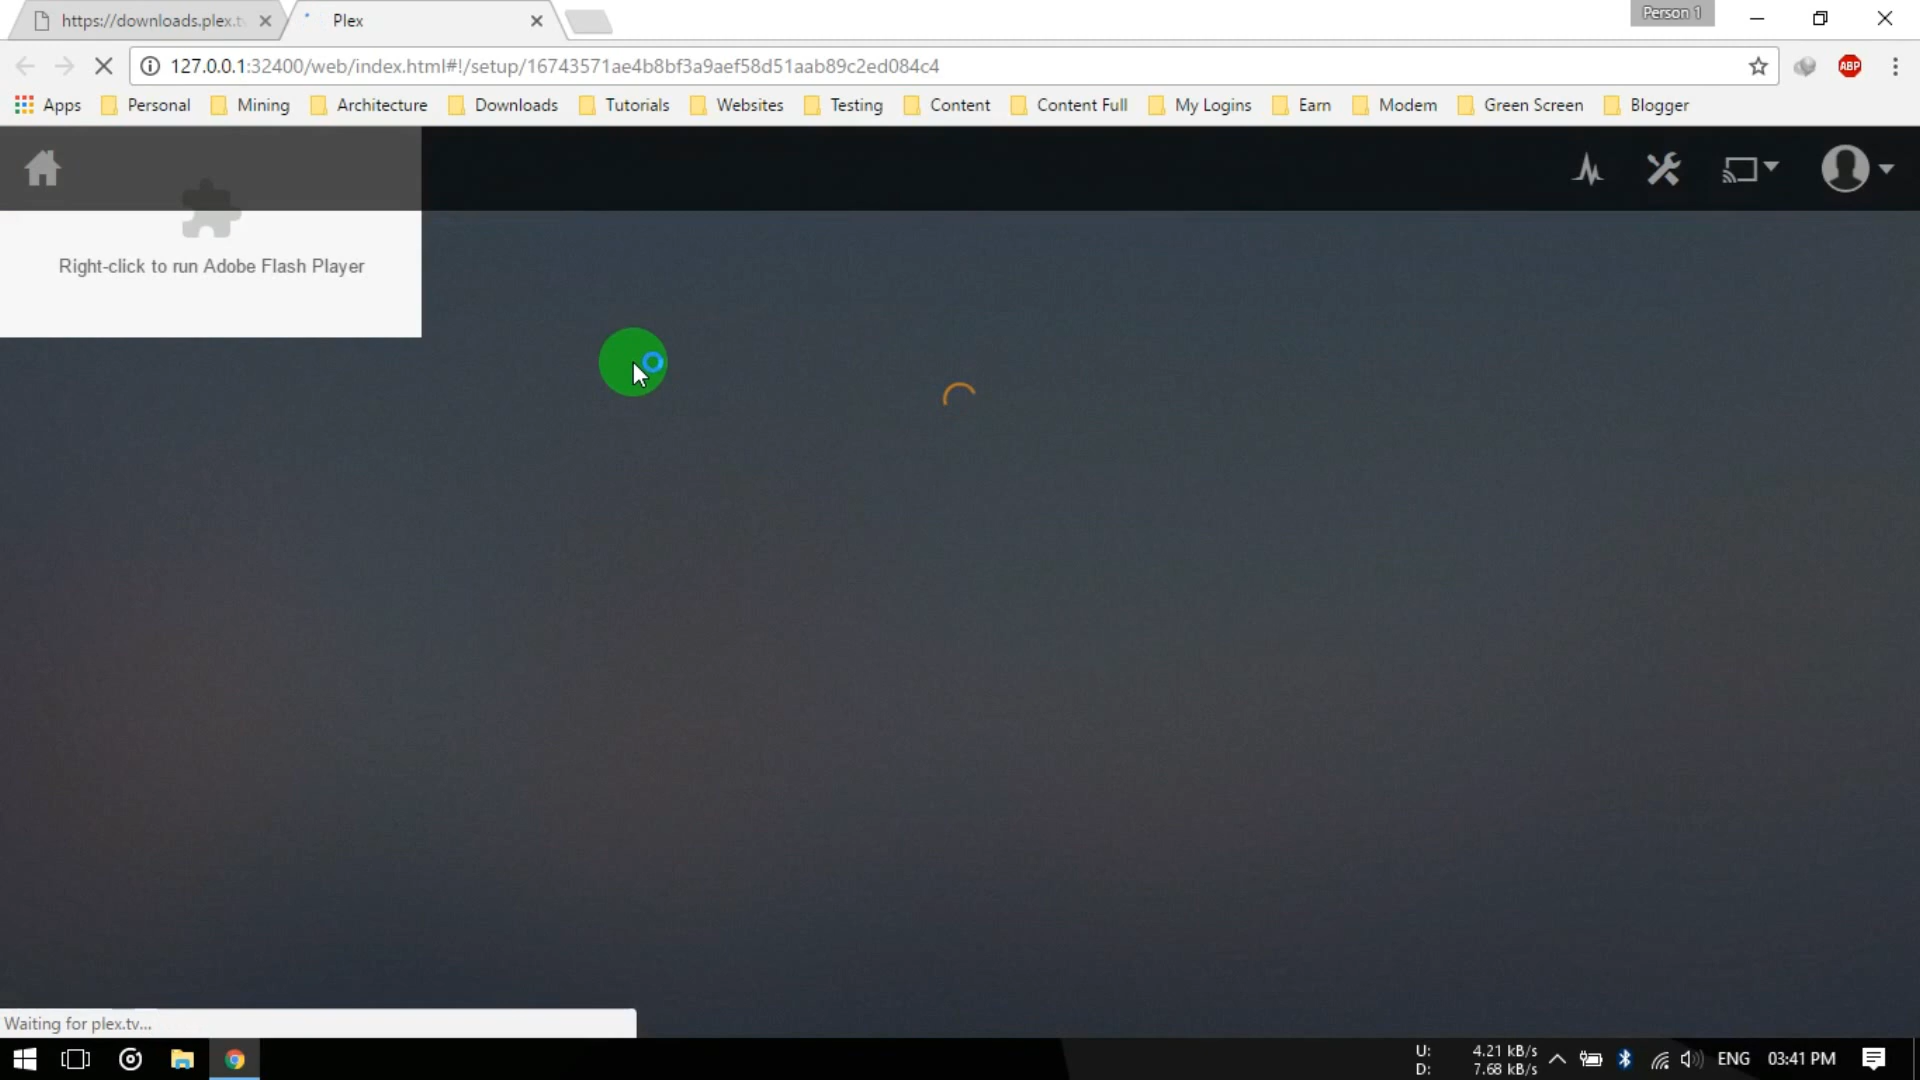 https://downloads.plex.t
Plex
Person 1
127.0.0.1:32400/web/index.html#!/setup/16743571ae4b8bf3a9aef58d51aab89c2ed084c4
ABP
Apps Personal Mining Architecture Downloads Tutorials Websites Testing Content Content Full My Logins Earn Modem Green Screen Blogger
Right-click to run Adobe Flash Player
Waiting for plex.tv...
U: 4.21 kB/s
D: 7.68 kB/s
ENG 03:41 PM